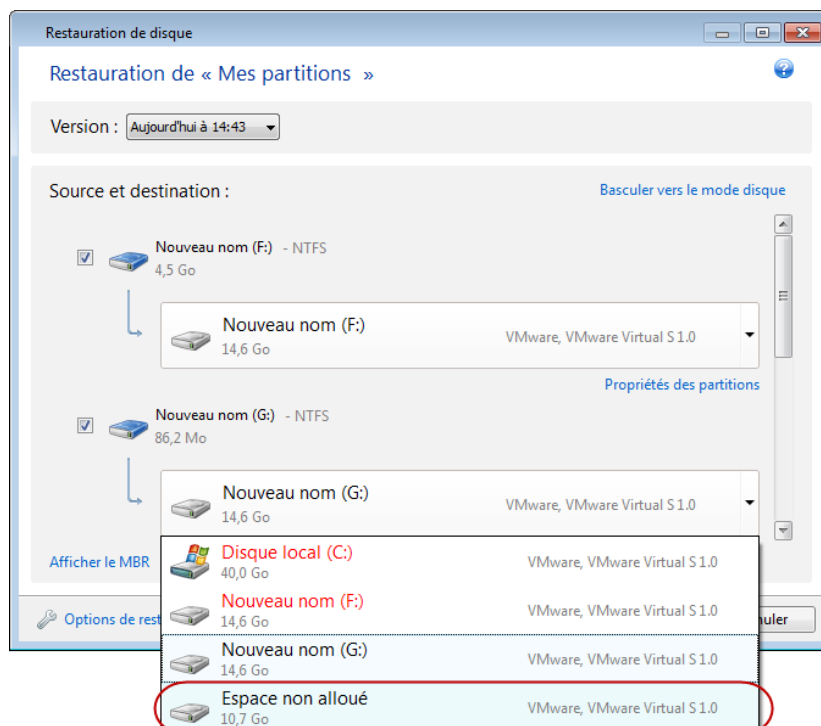 Restauration de disque
Restauration de « Mes partitions »
Version : Aujourd'hui à 14:43
Source et destination :
Basculer vers le mode disque
Nouveau nom (F:) - NTFS
4,5 Go
Nouveau nom (F:)
14,6 Go
VMware, VMware Virtual S 1.0
Propriétés des partitions
Nouveau nom (G:) - NTFS
86,2 Mo
Nouveau nom (G:)
14,6 Go
VMware, VMware Virtual S 1.0
Afficher le MBR
Disque local (C:)
40,0 Go
VMware, VMware Virtual S 1.0
Nouveau nom (F:)
14,6 Go
VMware, VMware Virtual S 1.0
Options de rest
nuler
Nouveau nom (G:)
14,6 Go
VMware, VMware Virtual S 1.0
Espace non alloué
10,7 Go
VMware, VMware Virtual S 1.0